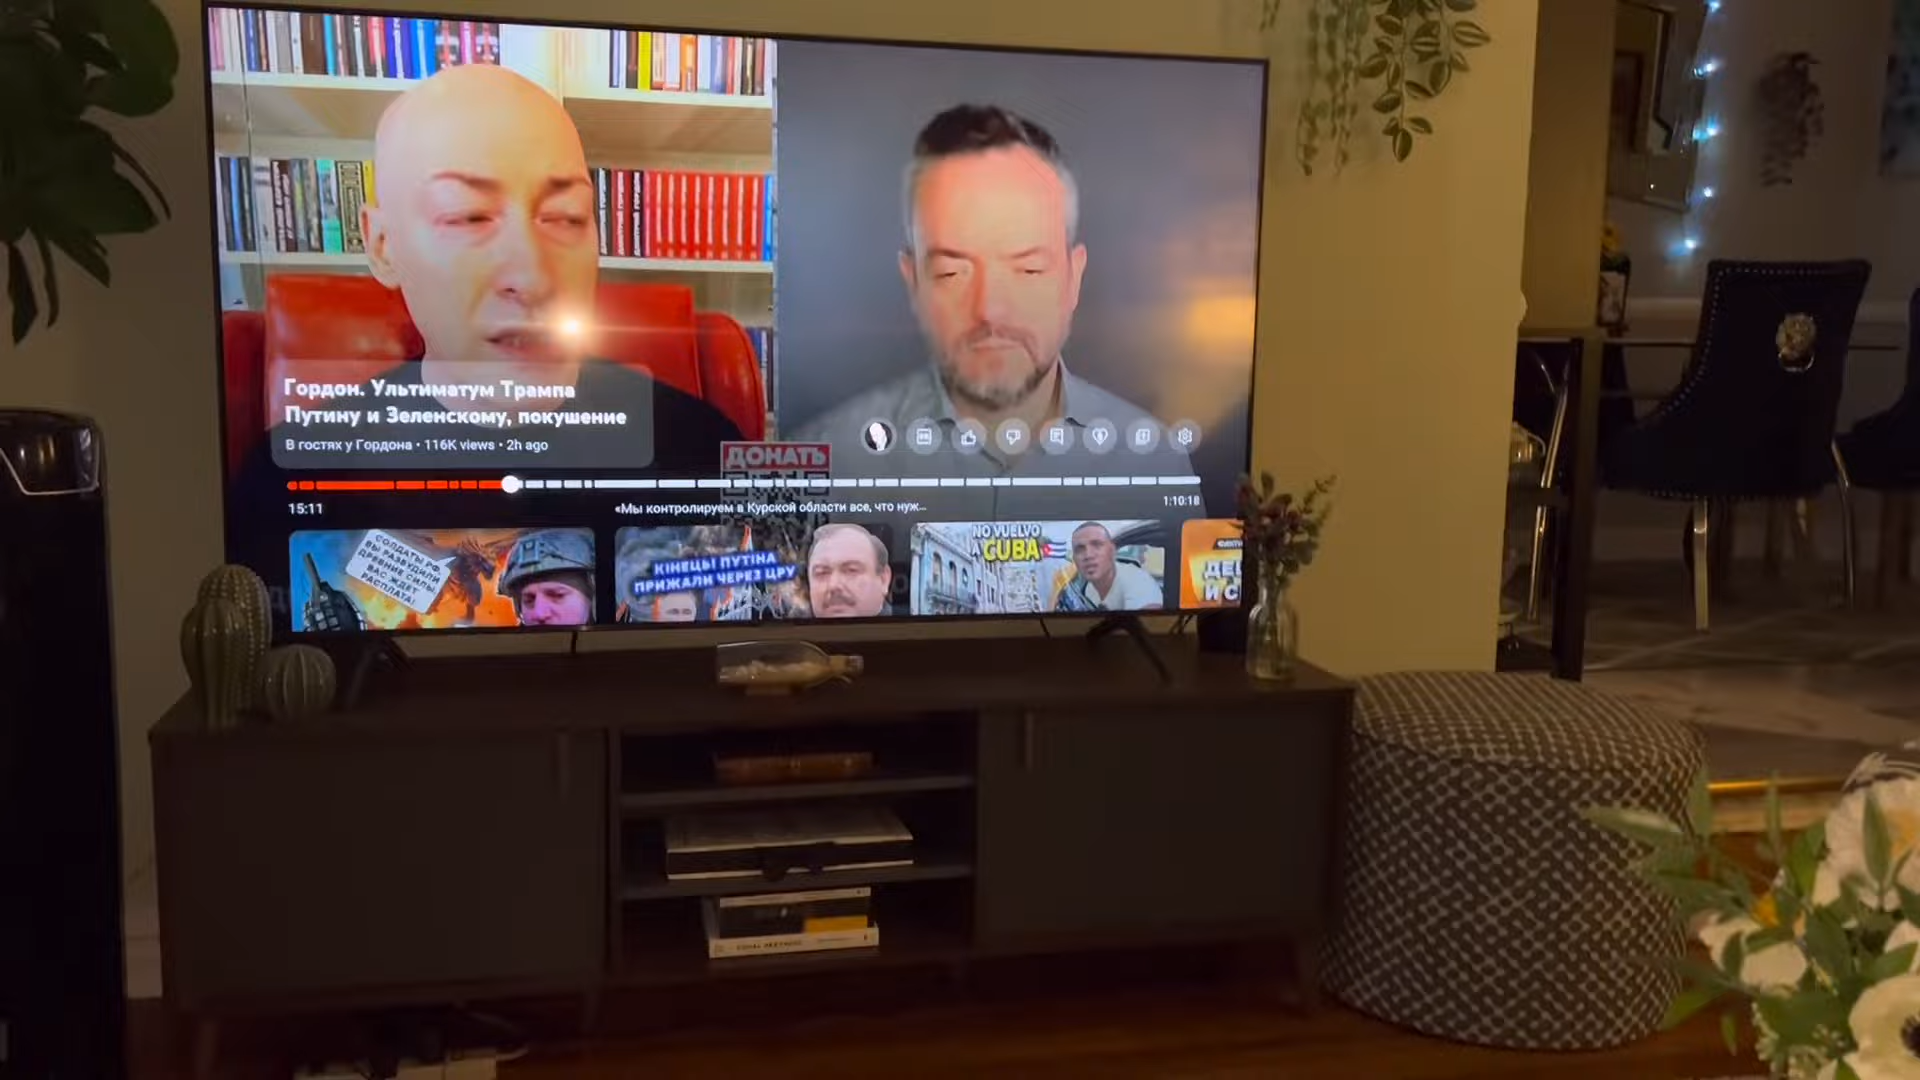 Гордон. Ультиматум Трампа
Путину и Зеленскому, покушение
В гостях у Гордона • 116K views • 2h ago
ДОНАТЬ
15:11
«Мы контролируем в Курской области все, что нуж...
1:10:18
СОЛДАТЫ РФ,
ВЫ РАЗБУДИЛИ
ДРЕВНИЕ СИЛЫ.
ВАС ЖДЕТ
РАСПЛАТА!
КІНЕЦЬ! ПУТІНА
ПРИЖАЛИ ЧЕРЕЗ ЦРУ
NO VUELVO
A CUBA
И С